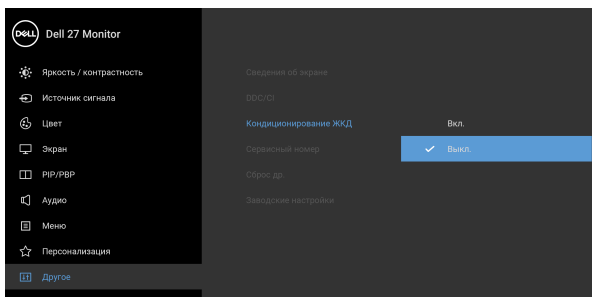 DELL Dell 27 Monitor
Яркость / контрастность
Источник сигнала
Цвет
Экран
PIP/PBP
Аудио
Меню
Персонализация
Другое
Сведения об экране
DDC/CI
Кондиционирование ЖКД
Сервисный номер
Сброс др.
Заводские настройки
Вкл.
Выкл.